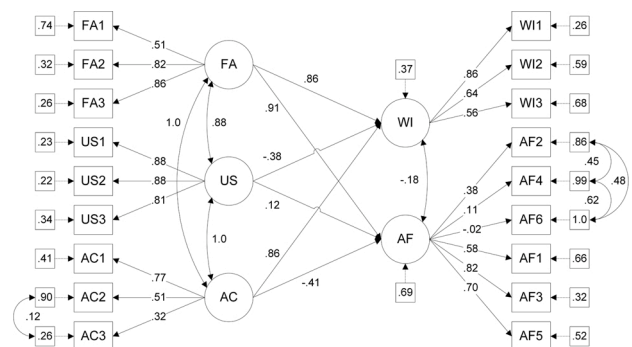 .74 FA1 WI1 .26
.51
.32 FA2 .82 FA .37 .86 WI2 .59
.86 .86 .64
.26 FA3 .91 WI .56 WI3 .68
1.0 .88
.23 US1 AF2 .86
.88 -.38 .45
.22 US2 .88 US -.18 .38 AF4 .99 .48
.81 .12 .11 .62
.34 US3 -.02 AF6 1.0
1.0 AF
.41 AC1 .86 .58 AF1 .66
.77 -.41 .82
.90 AC2 .51 AC .69 AF3 .32
.12 .32 .70
.26 AC3 AF5 .52